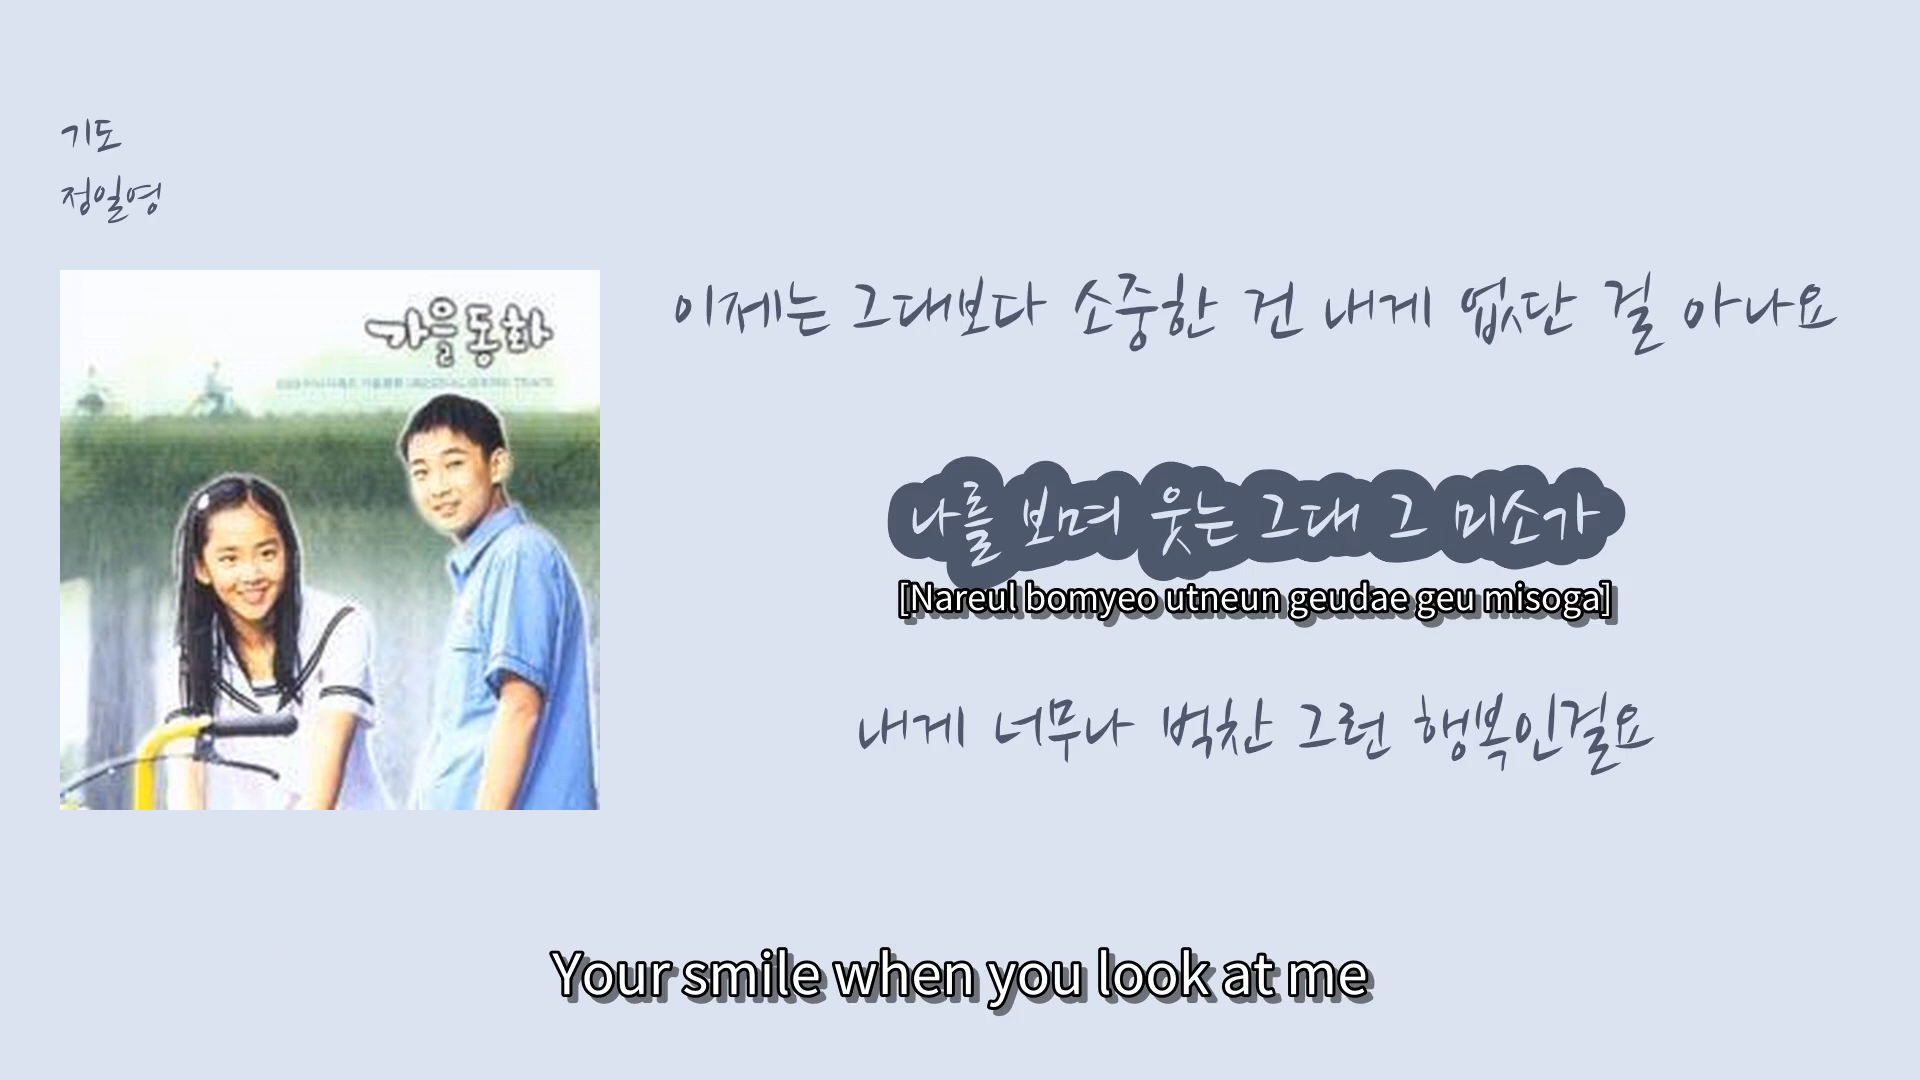 기도
정일영
가을동화
이제는 그대보다 소중한 건 내게 없단 걸 아나요
나를 보며 웃는 그대 그 미소가
[Nareul bomyeo utneun geudae geu misoga]
내게 너무나 벅찬 그런 행복인걸요
Your smile when you look at me